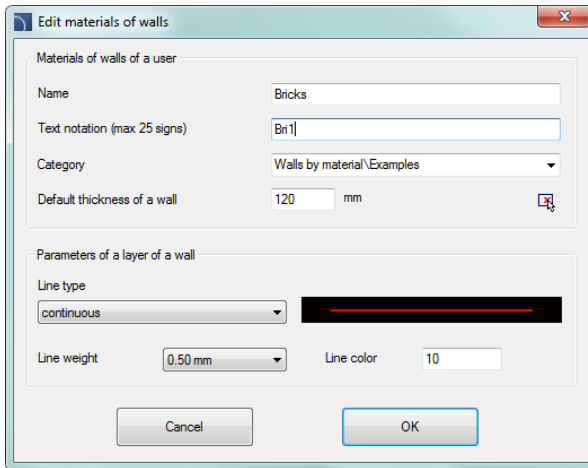 Edit materials of walls
Materials of walls of a user
Name Bricks
Text notation (max 25 signs) Bri1
Category Walls by material\Examples
Default thickness of a wall 120 mm
Parameters of a layer of a wall
Line type
continuous
Line weight 0.50 mm Line color 10
Cancel OK